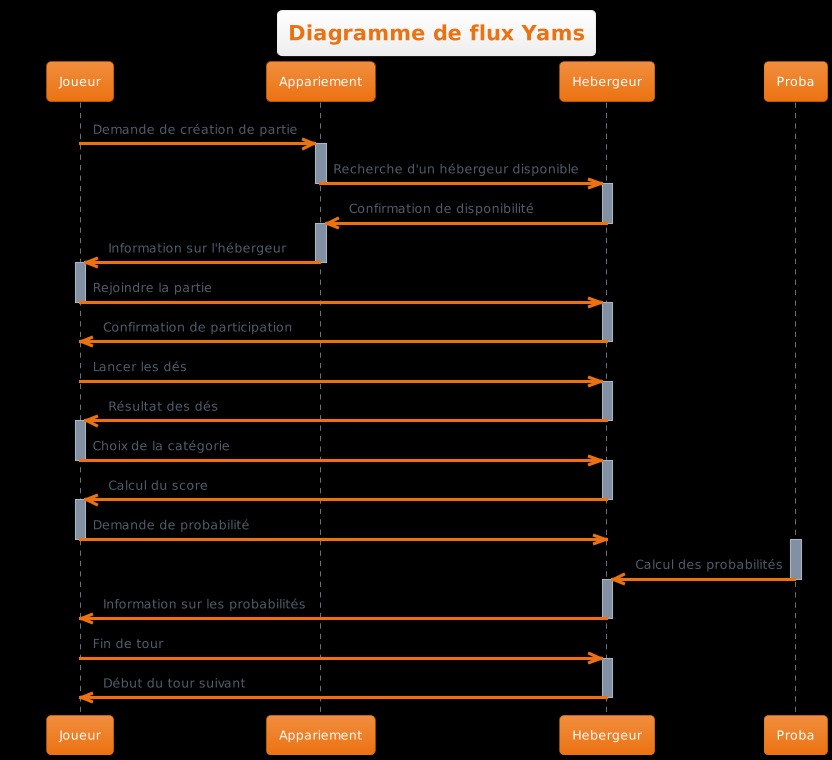 Diagramme de flux Yams
Joueur
Appariement
Hebergeur
Proba
Demande de création de partie
Recherche d'un hébergeur disponible
Confirmation de disponibilité
Information sur l'hébergeur
Rejoindre la partie
Confirmation de participation
Lancer les dés
Résultat des dés
Choix de la catégorie
Calcul du score
Demande de probabilité
Calcul des probabilités
Information sur les probabilités
Fin de tour
Début du tour suivant
Joueur
Appariement
Hebergeur
Proba